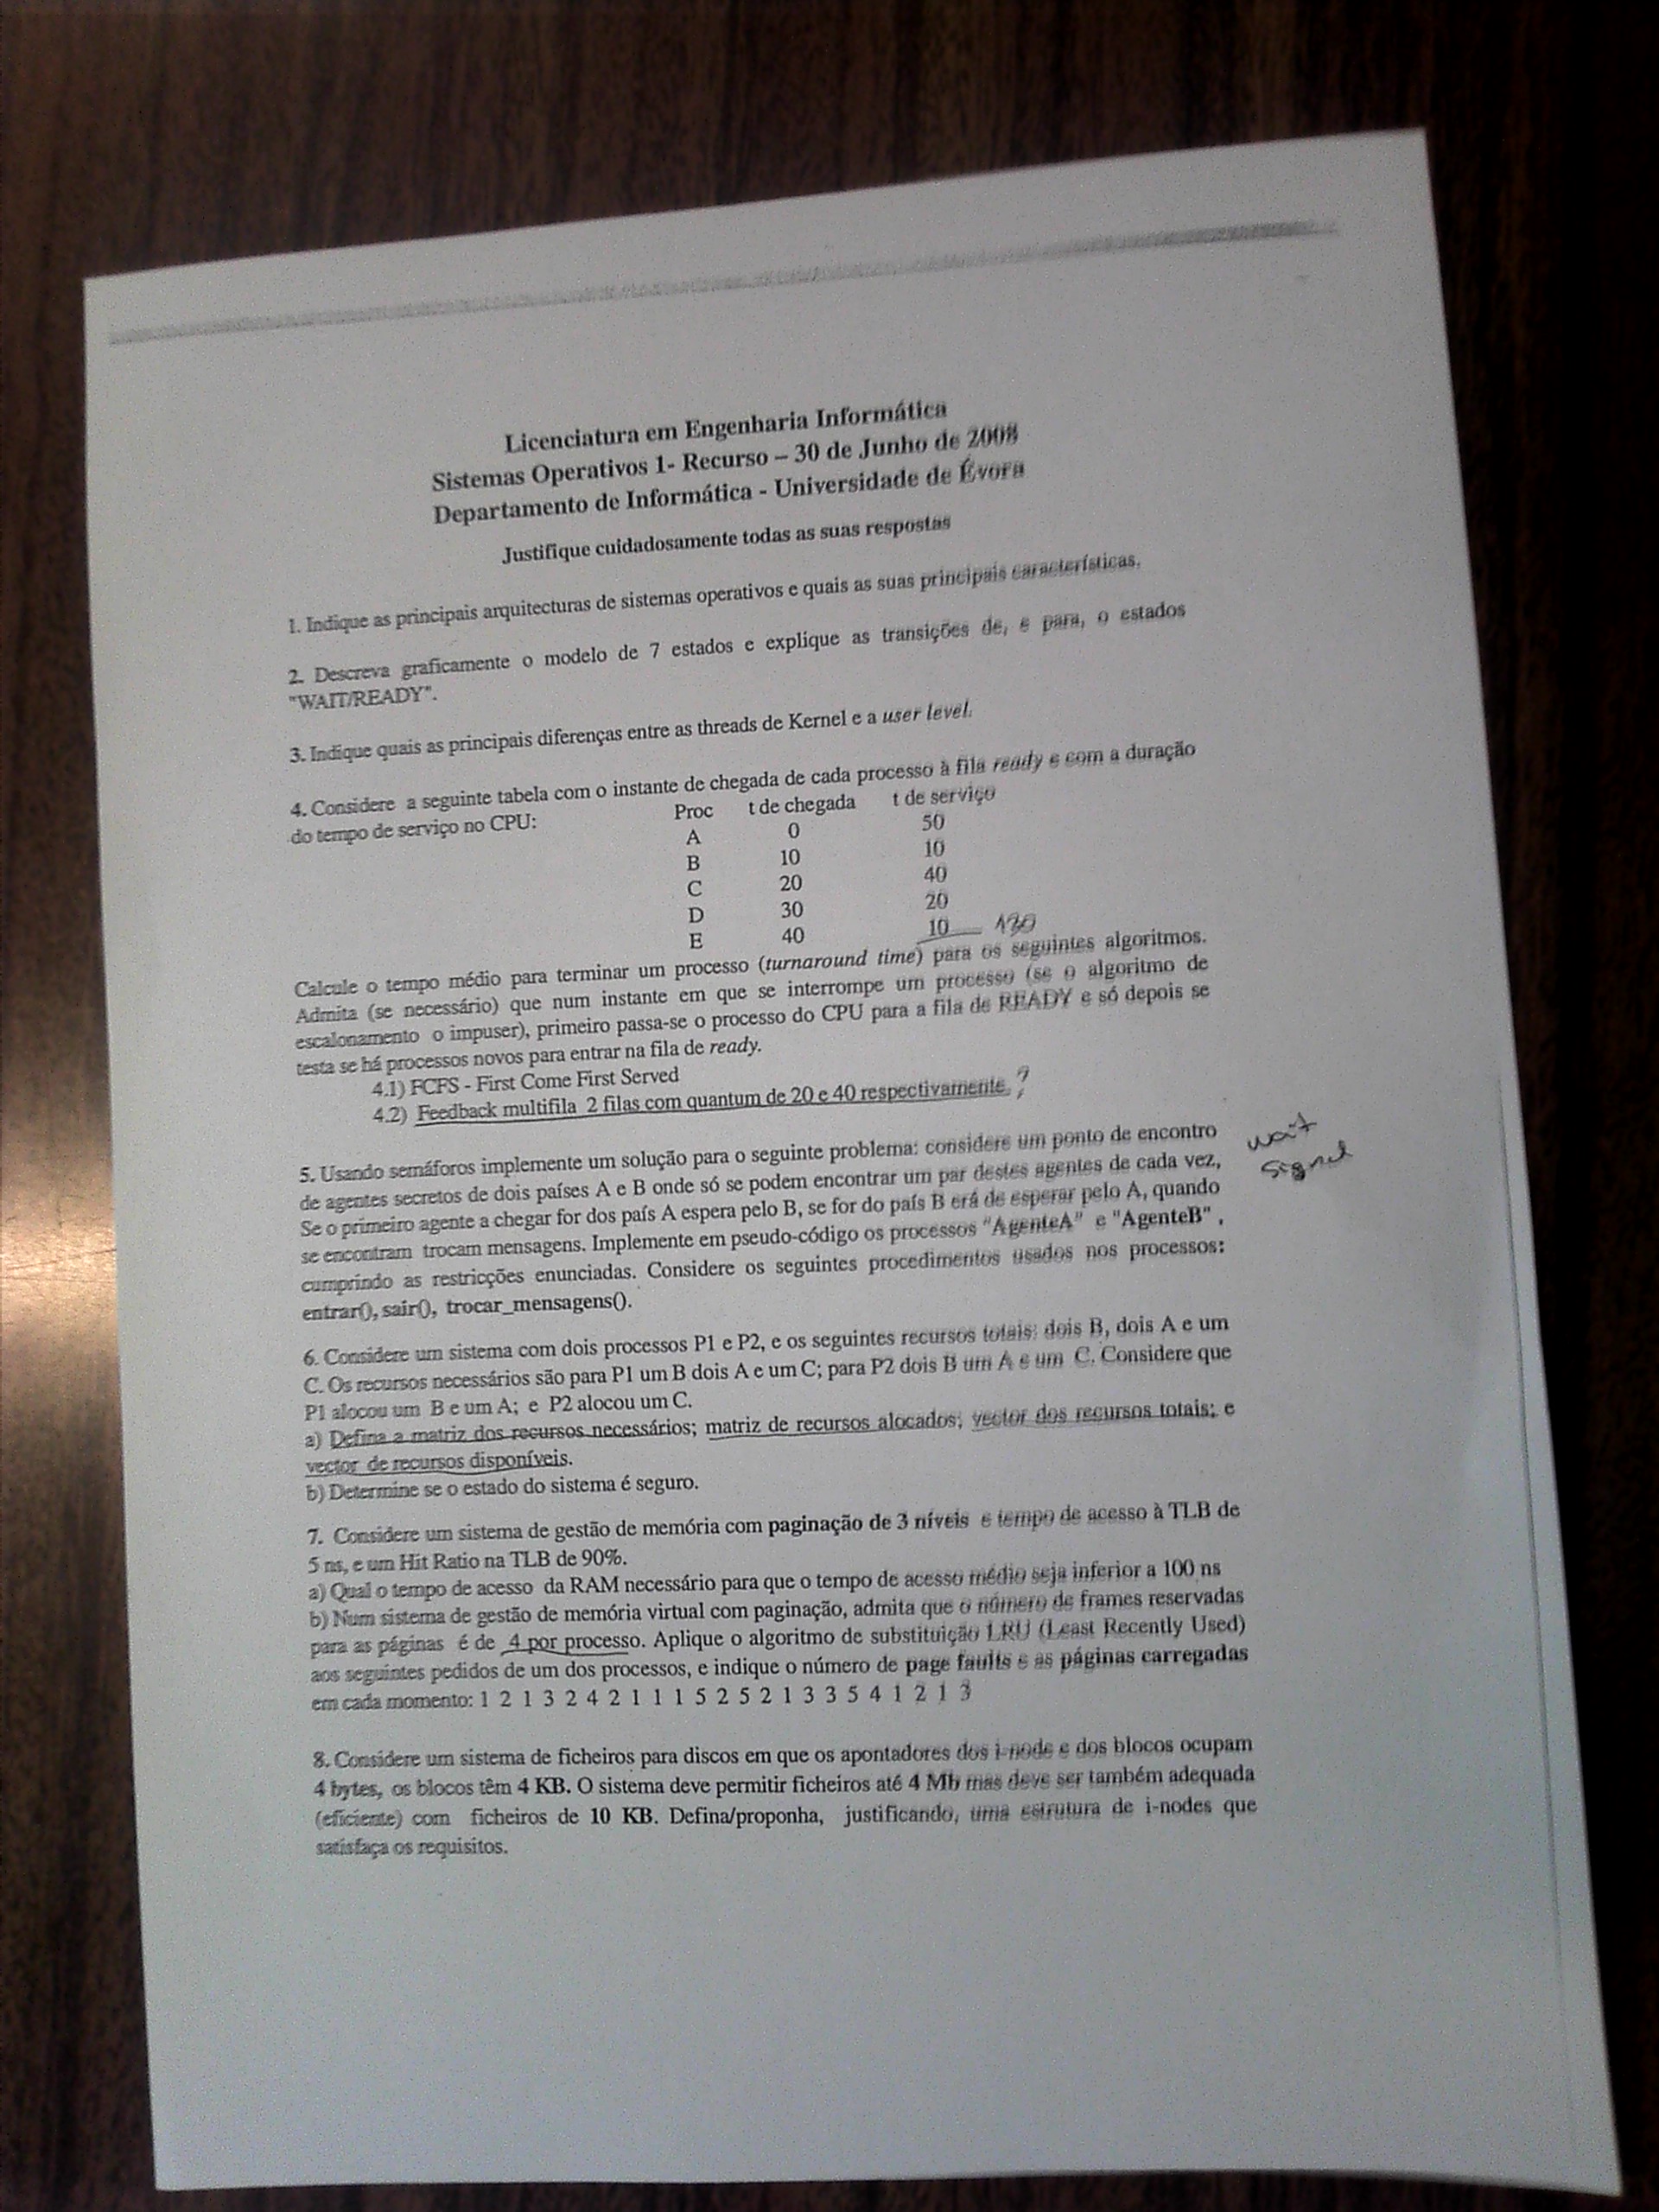 Licenciatura em Engenharia Informática
Sistemas Operativos 1- Recurso – 30 de Junho de 2008
Departamento de Informática - Universidade de Évora
Justifique cuidadosamente todas as suas respostas
1. Indique as principais arquitecturas de sistemas operativos e quais as suas principais características.
2. Descreva graficamente o modelo de 7 estados e explique as transições de, e para, o estados
"WAIT/READY".
3. Indique quais as principais diferenças entre as threads de Kernel e a user level.
4. Considere a seguinte tabela com o instante de chegada de cada processo à fila ready e com a duração
do tempo de serviço no CPU:
Proc t de chegada t de serviço
A 0 50
B 10 10
C 20 40
D 30 20
E 40 10 130
Calcule o tempo médio para terminar um processo (turnaround time) para os seguintes algoritmos.
Admita (se necessário) que num instante em que se interrompe um processo (se o algoritmo de
escalonamento o impuser), primeiro passa-se o processo do CPU para a fila de READY e só depois se
testa se há processos novos para entrar na fila de ready.
4.1) FCFS - First Come First Served
4.2) Feedback multifila 2 filas com quantum de 20 e 40 respectivamente. ?
5. Usando semáforos implemente um solução para o seguinte problema: considere um ponto de encontro
de agentes secretos de dois países A e B onde só se podem encontrar um par destes agentes de cada vez,
Se o primeiro agente a chegar for dos país A espera pelo B, se for do país B erá de esperar pelo A, quando
se encontram trocam mensagens. Implemente em pseudo-código os processos "AgenteA" e "AgenteB" ,
cumprindo as restricções enunciadas. Considere os seguintes procedimentos usados nos processos:
entrar(), sair(), trocar_mensagens().
wait
signal
6. Considere um sistema com dois processos P1 e P2, e os seguintes recursos totais: dois B, dois A e um
C. Os recursos necessários são para P1 um B dois A e um C; para P2 dois B um A e um C. Considere que
P1 alocou um B e um A; e P2 alocou um C.
a) Defina a matriz dos recursos necessários; matriz de recursos alocados; vector dos recursos totais; e
vector de recursos disponíveis.
b) Determine se o estado do sistema é seguro.
7. Considere um sistema de gestão de memória com paginação de 3 níveis e tempo de acesso à TLB de
5 ns, e um Hit Ratio na TLB de 90%.
a) Qual o tempo de acesso da RAM necessário para que o tempo de acesso médio seja inferior a 100 ns
b) Num sistema de gestão de memória virtual com paginação, admita que o número de frames reservadas
para as páginas é de 4 por processo. Aplique o algoritmo de substituição LRU (Least Recently Used)
aos seguintes pedidos de um dos processos, e indique o número de page faults e as páginas carregadas
em cada momento: 1 2 1 3 2 4 2 1 1 1 5 2 5 2 1 3 3 5 4 1 2 1 3
8. Considere um sistema de ficheiros para discos em que os apontadores dos i-node e dos blocos ocupam
4 bytes, os blocos têm 4 KB. O sistema deve permitir ficheiros até 4 Mb mas deve ser também adequada
(eficiente) com ficheiros de 10 KB. Defina/proponha, justificando, uma estrutura de i-nodes que
satisfaça os requisitos.